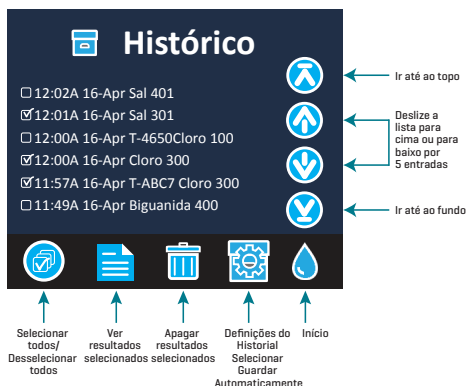 Histórico
12:02A 16-Apr Sal 401
12:01A 16-Apr Sal 301
12:00A 16-Apr T-4650Cloro 100
12:00A 16-Apr Cloro 300
11:57A 16-Apr T-ABC7 Cloro 300
11:49A 16-Apr Biguanida 400
Ir até ao topo
Deslize a
lista para
cima ou para
baixo por
5 entradas
Ir até ao fundo
Selecionar
todos/
Desselecionar
todos
Ver
resultados
selecionados
Apagar
resultados
selecionados
Definições do
Historial
Selecionar
Guardar
Automaticamente
Início